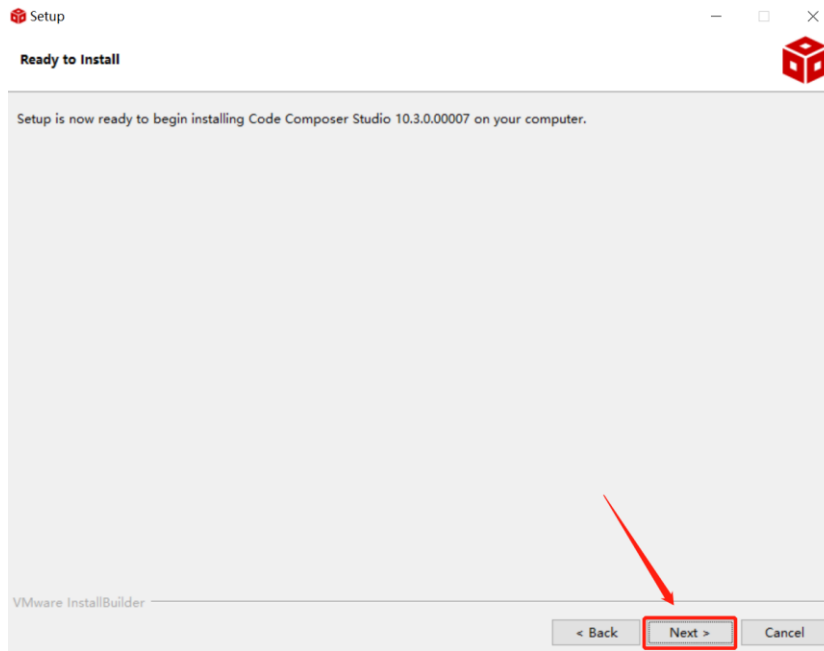 Setup
Ready to Install
Setup is now ready to begin installing Code Composer Studio 10.3.0.00007 on your computer.
VMware InstallBuilder
< Back
Next >
Cancel